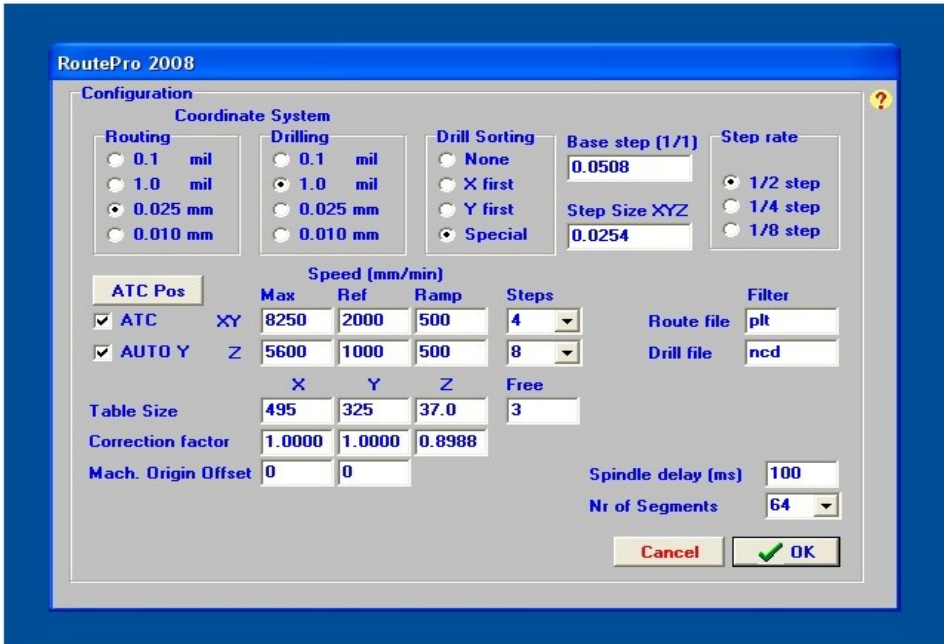 RoutePro 2008
Configuration
?
Coordinate System
Routing Drilling Drill Sorting Base step (1/1) Step rate
0.1 mil 0.1 mil None 0.0508
1.0 mil 1.0 mil X first 1/2 step
0.025 mm 0.025 mm Y first Step Size XYZ 1/4 step
0.010 mm 0.010 mm Special 0.0254 1/8 step
Speed (mm/min)
ATC Pos Max Ref Ramp Steps Filter
ATC XY 8250 2000 500 4 Route file plt
AUTO Y Z 5600 1000 500 8 Drill file ncd
X Y Z Free
Table Size 495 325 37.0 3
Correction factor 1.0000 1.0000 0.8988
Mach. Origin Offset 0 0 Spindle delay (ms) 100
Nr of Segments 64
Cancel OK